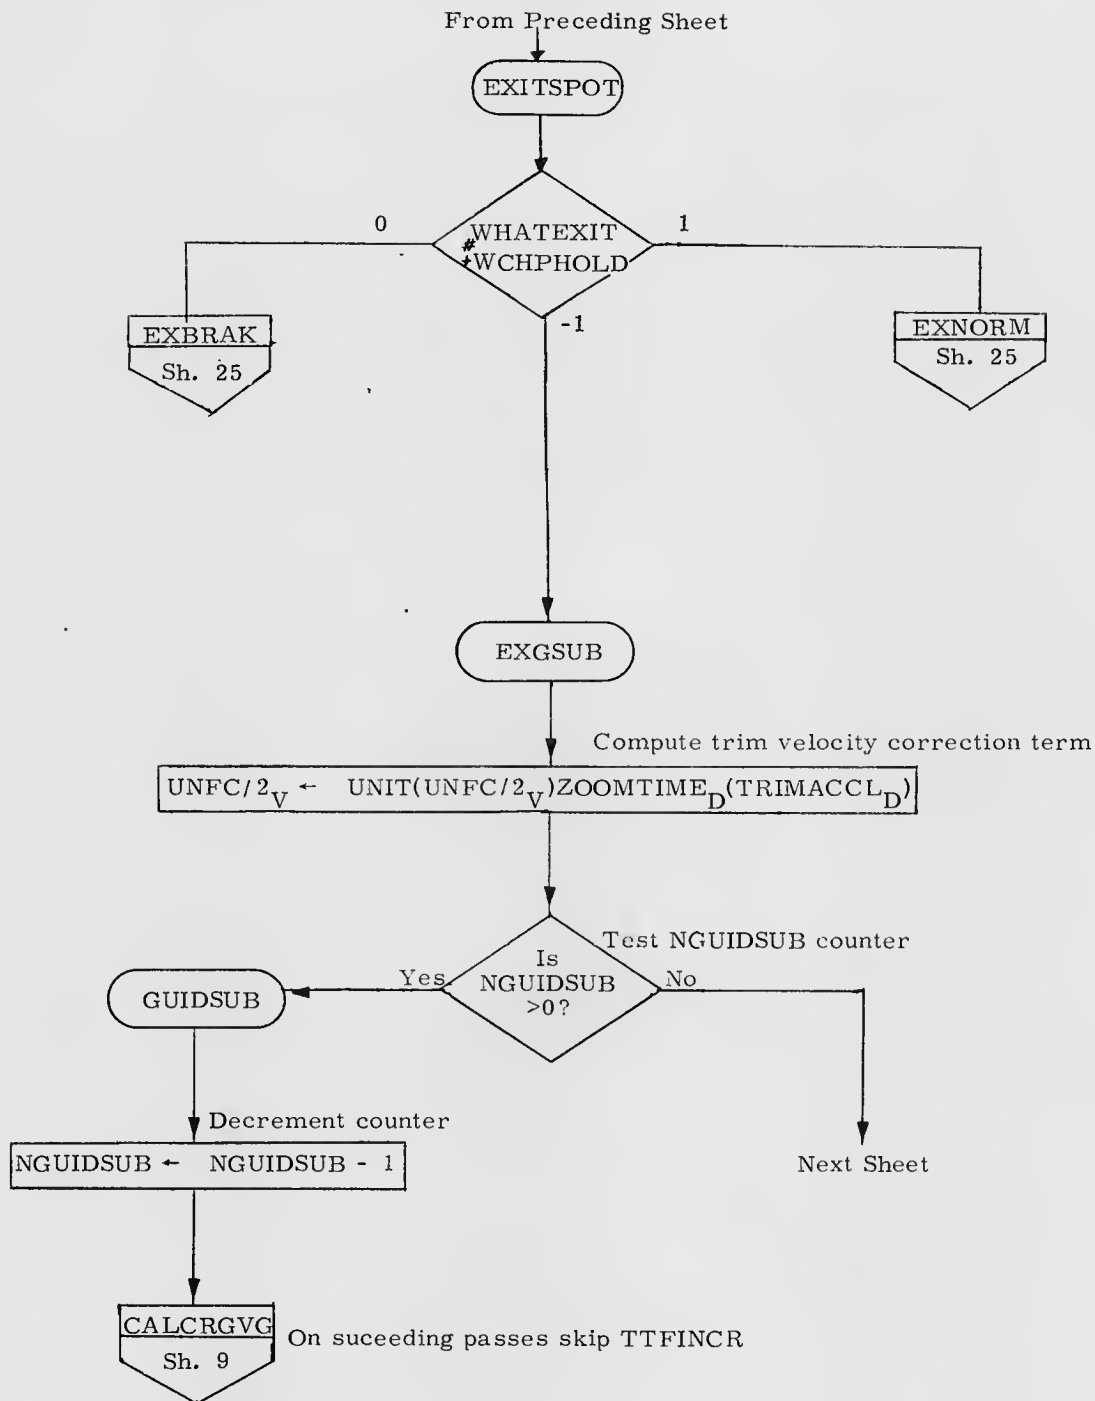 From Preceding Sheet
EXITSPOT
0
#WHATEXIT
+WCHPHOLD
1
-1
EXBRAK
Sh. 25
EXNORM
Sh. 25
EXGSUB
Compute trim velocity correction term
UNFC/2V ← UNIT(UNFC/2V)ZOOMTIMED(TRIMACCLD)
Test NGUIDSUB counter
Is
NGUIDSUB
>0?
Yes
No
GUIDSUB
Decrement counter
NGUIDSUB ← NGUIDSUB - 1
Next Sheet
CALCRGVG
Sh. 9
On suceeding passes skip TTFINCR